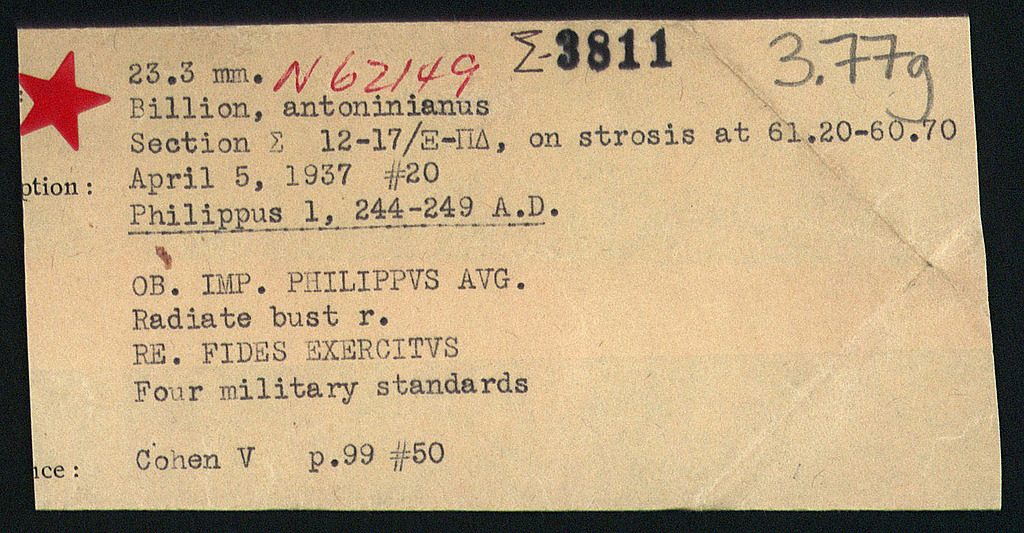 Σ-3811
3.77g
23.3 mm. N62149
Billion, antoninianus
Section Σ 12-17/Ξ-ΠΔ, on strosis at 61.20-60.70
ption: April 5, 1937 #20
Philippus 1, 244-249 A.D.
OB. IMP. PHILIPPVS AVG.
Radiate bust r.
RE. FIDES EXERCITVS
Four military standards
nce: Cohen V p.99 #50